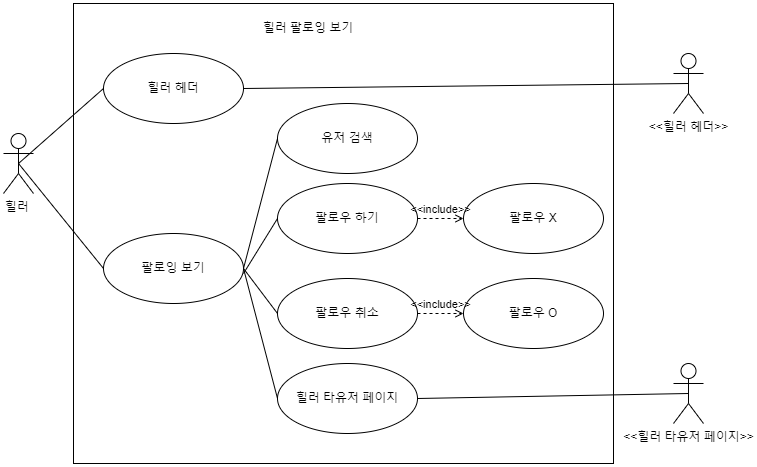 힐러 팔로잉 보기
힐러 헤더
<<힐러 헤더>>
유저 검색
힐러
팔로우 하기
<<include>>
팔로우 X
팔로잉 보기
팔로우 취소
<<include>>
팔로우 O
힐러 타유저 페이지
<<힐러 타유저 페이지>>